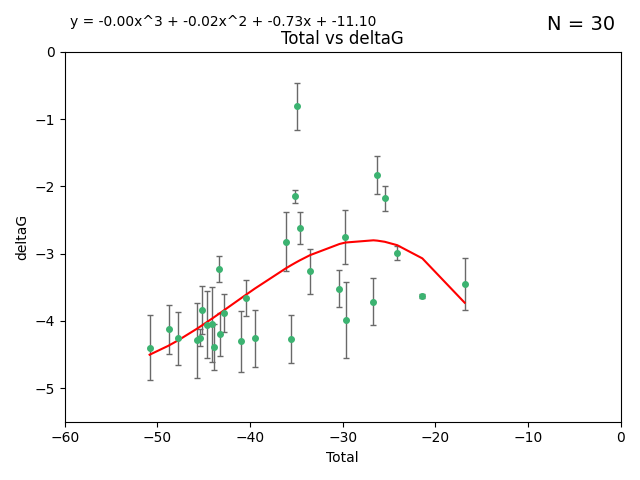 y = -0.00x^3 + -0.02x^2 + -0.73x + -11.10
N = 30
Total vs deltaG
0
−1
−2
−3
−4
−5
deltaG
−60 −50 −40 −30 −20 −10 0
Total